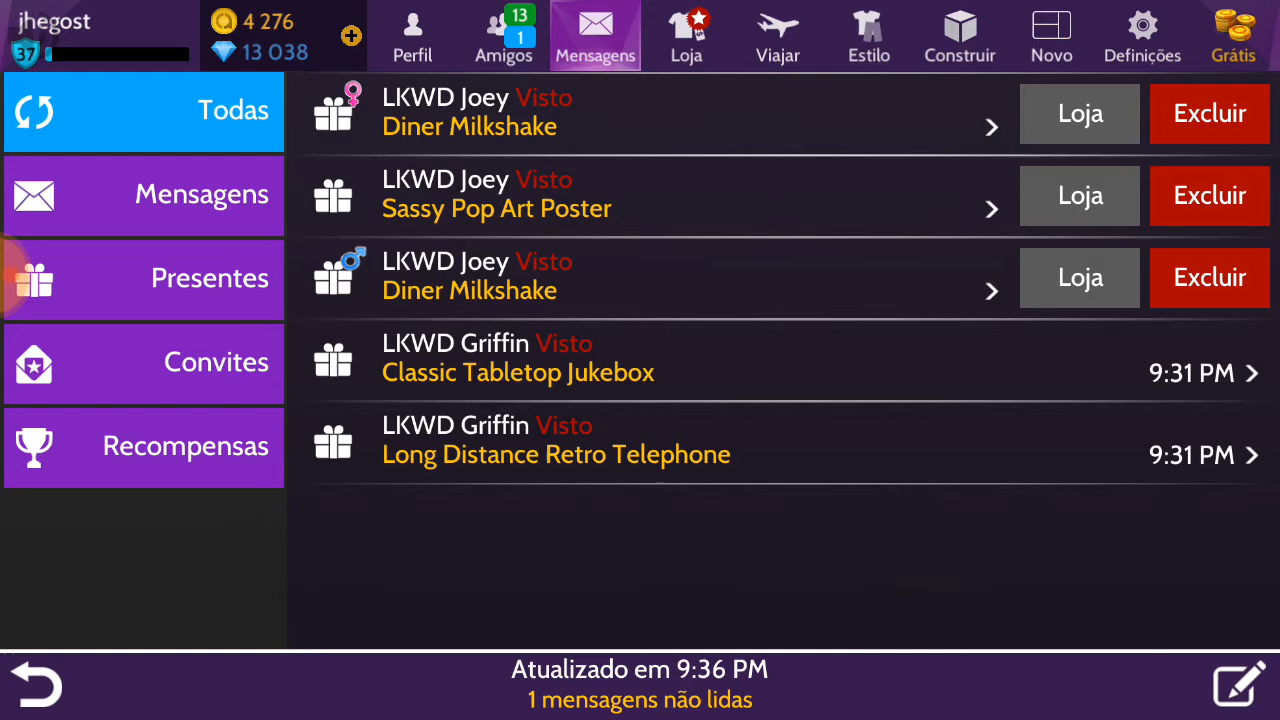 jhegost
37
4 276
13 038
Perfil
13
1
Amigos
Mensagens
Loja
Viajar
Estilo
Construir
Novo
Definições
Grátis
Todas
Mensagens
Presentes
Convites
Recompensas
LKWD Joey Visto
Diner Milkshake
Loja
Excluir
LKWD Joey Visto
Sassy Pop Art Poster
Loja
Excluir
LKWD Joey Visto
Diner Milkshake
Loja
Excluir
LKWD Griffin Visto
Classic Tabletop Jukebox
9:31 PM
LKWD Griffin Visto
Long Distance Retro Telephone
9:31 PM
Atualizado em 9:36 PM
1 mensagens não lidas